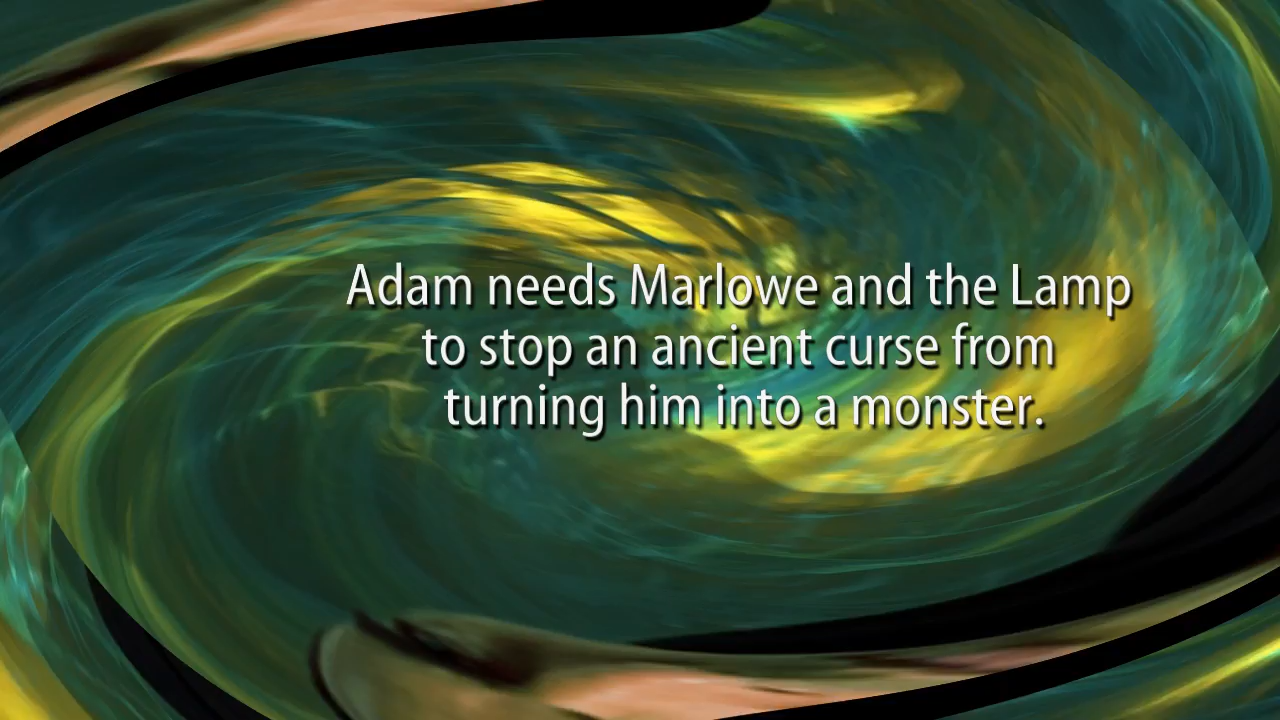 Adam needs Marlowe and the Lamp
to stop an ancient curse from
turning him into a monster.